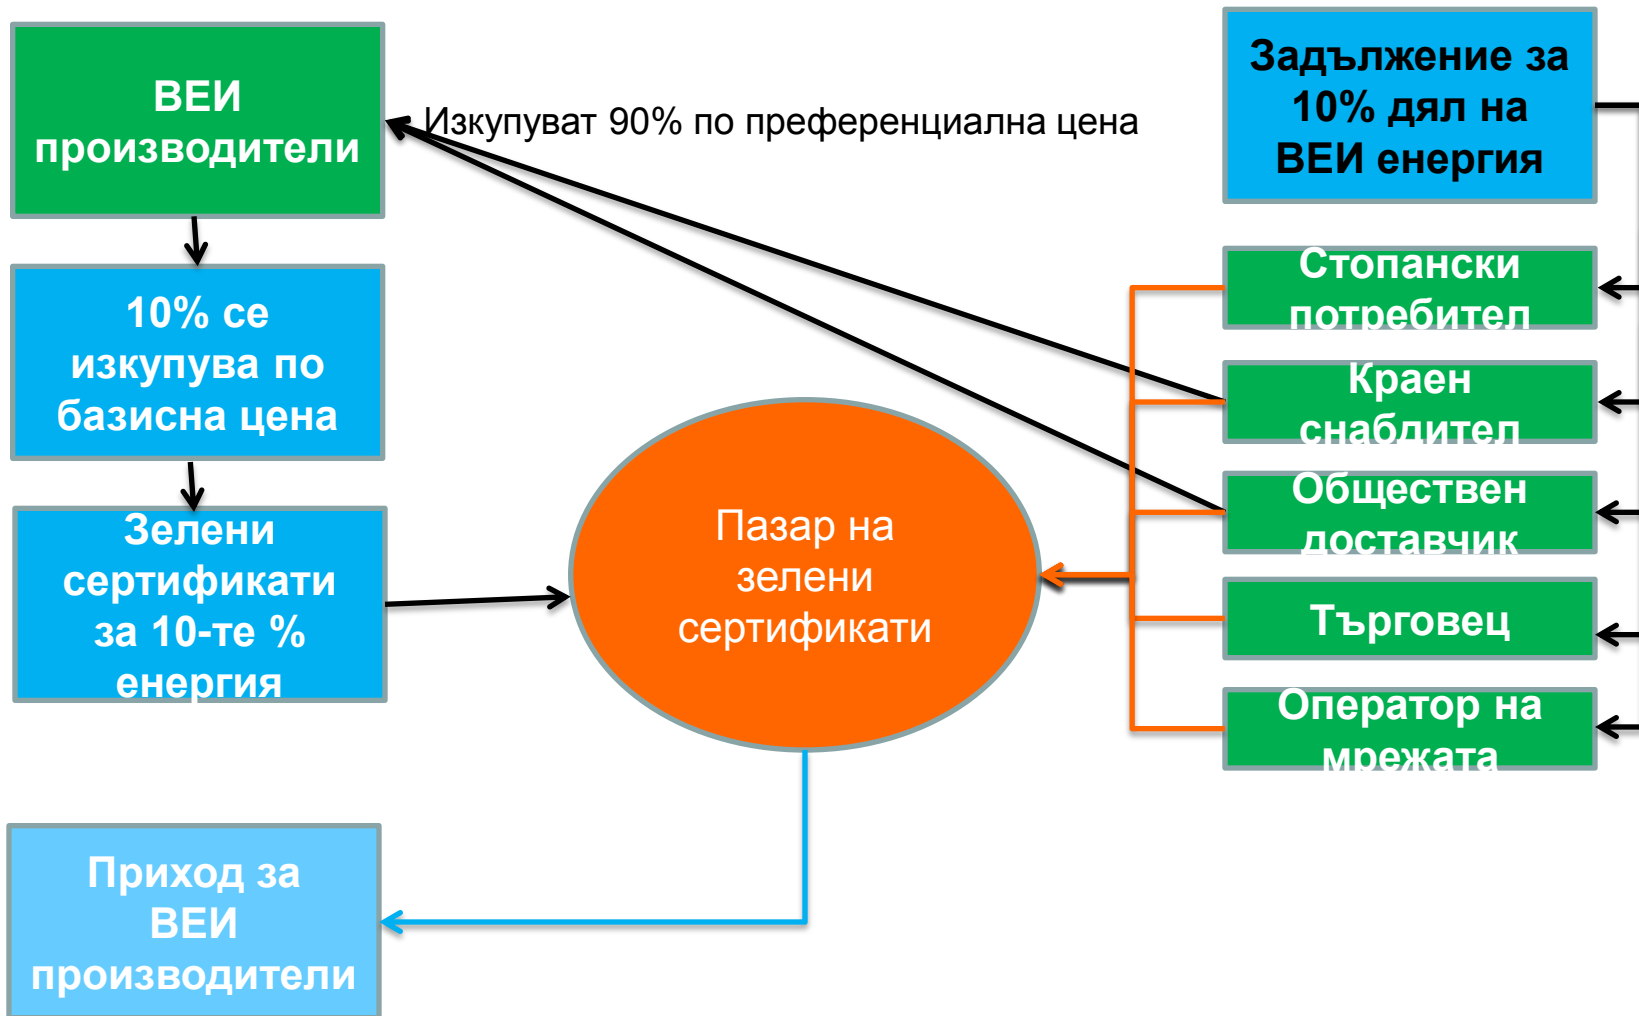 ВЕИ
производители
Изкупуват 90% по преференциална цена
Задължение за
10% дял на
ВЕИ енергия
10% се
изкупува по
базисна цена
Зелени
сертификати
за 10-те %
енергия
Пазар на
зелени
сертификати
Стопански
потребител
Краен
снабдител
Обществен
доставчик
Търговец
Оператор на
мрежата
Приход за
ВЕИ
производители